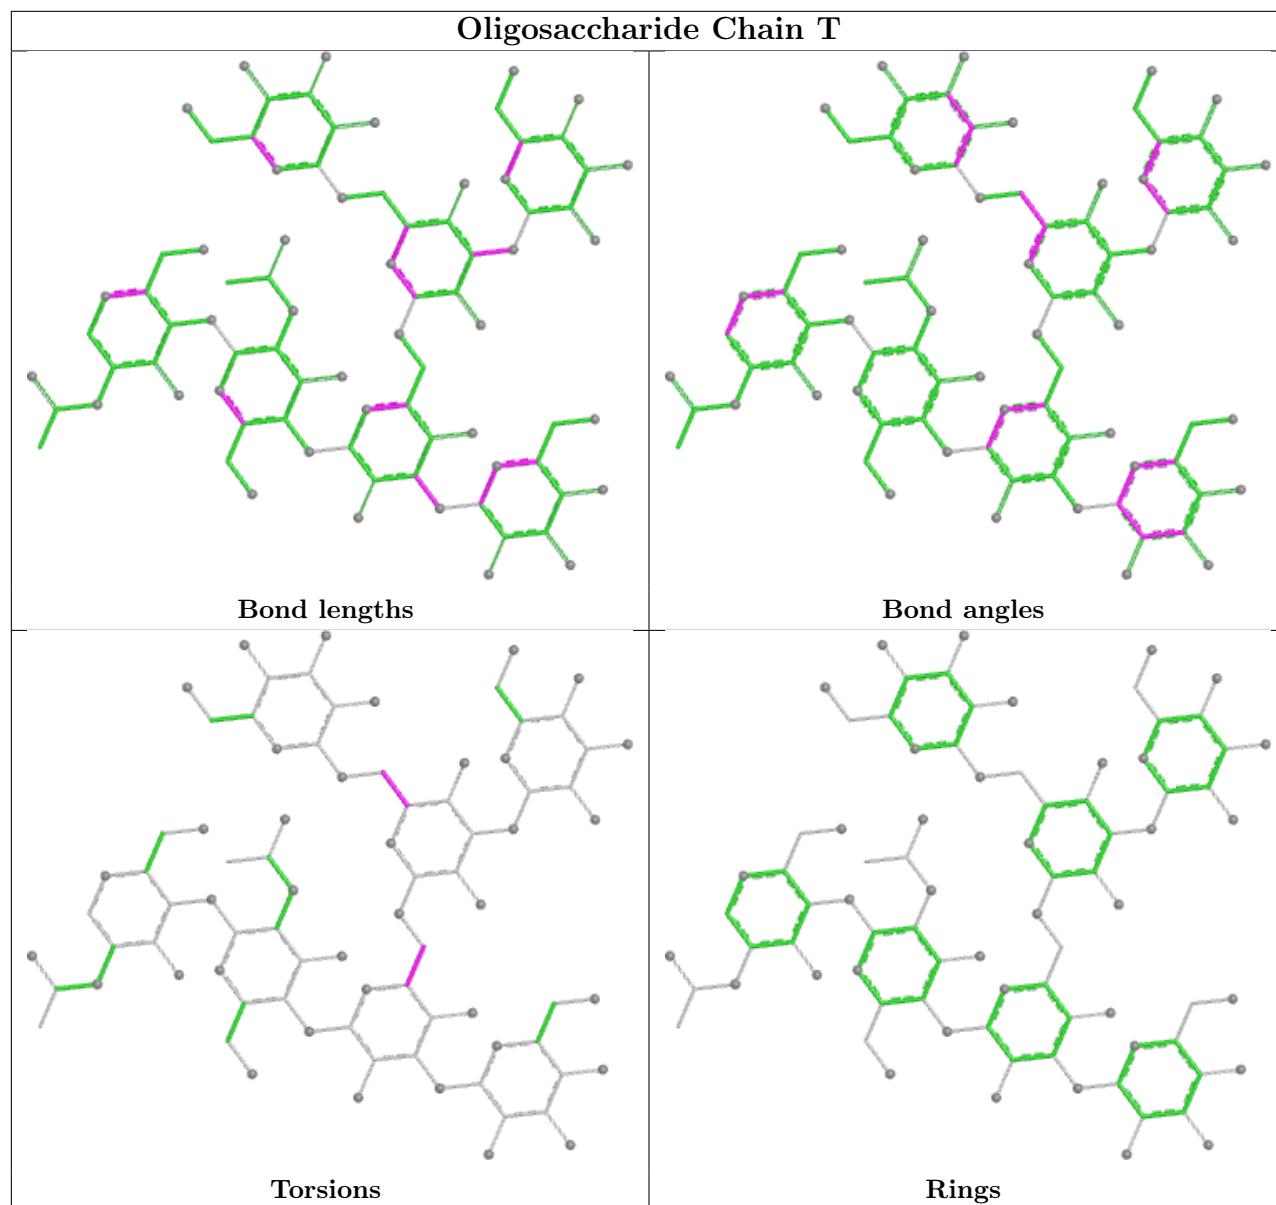 Oligosaccharide Chain T
Bond lengths
Bond angles
Torsions
Rings